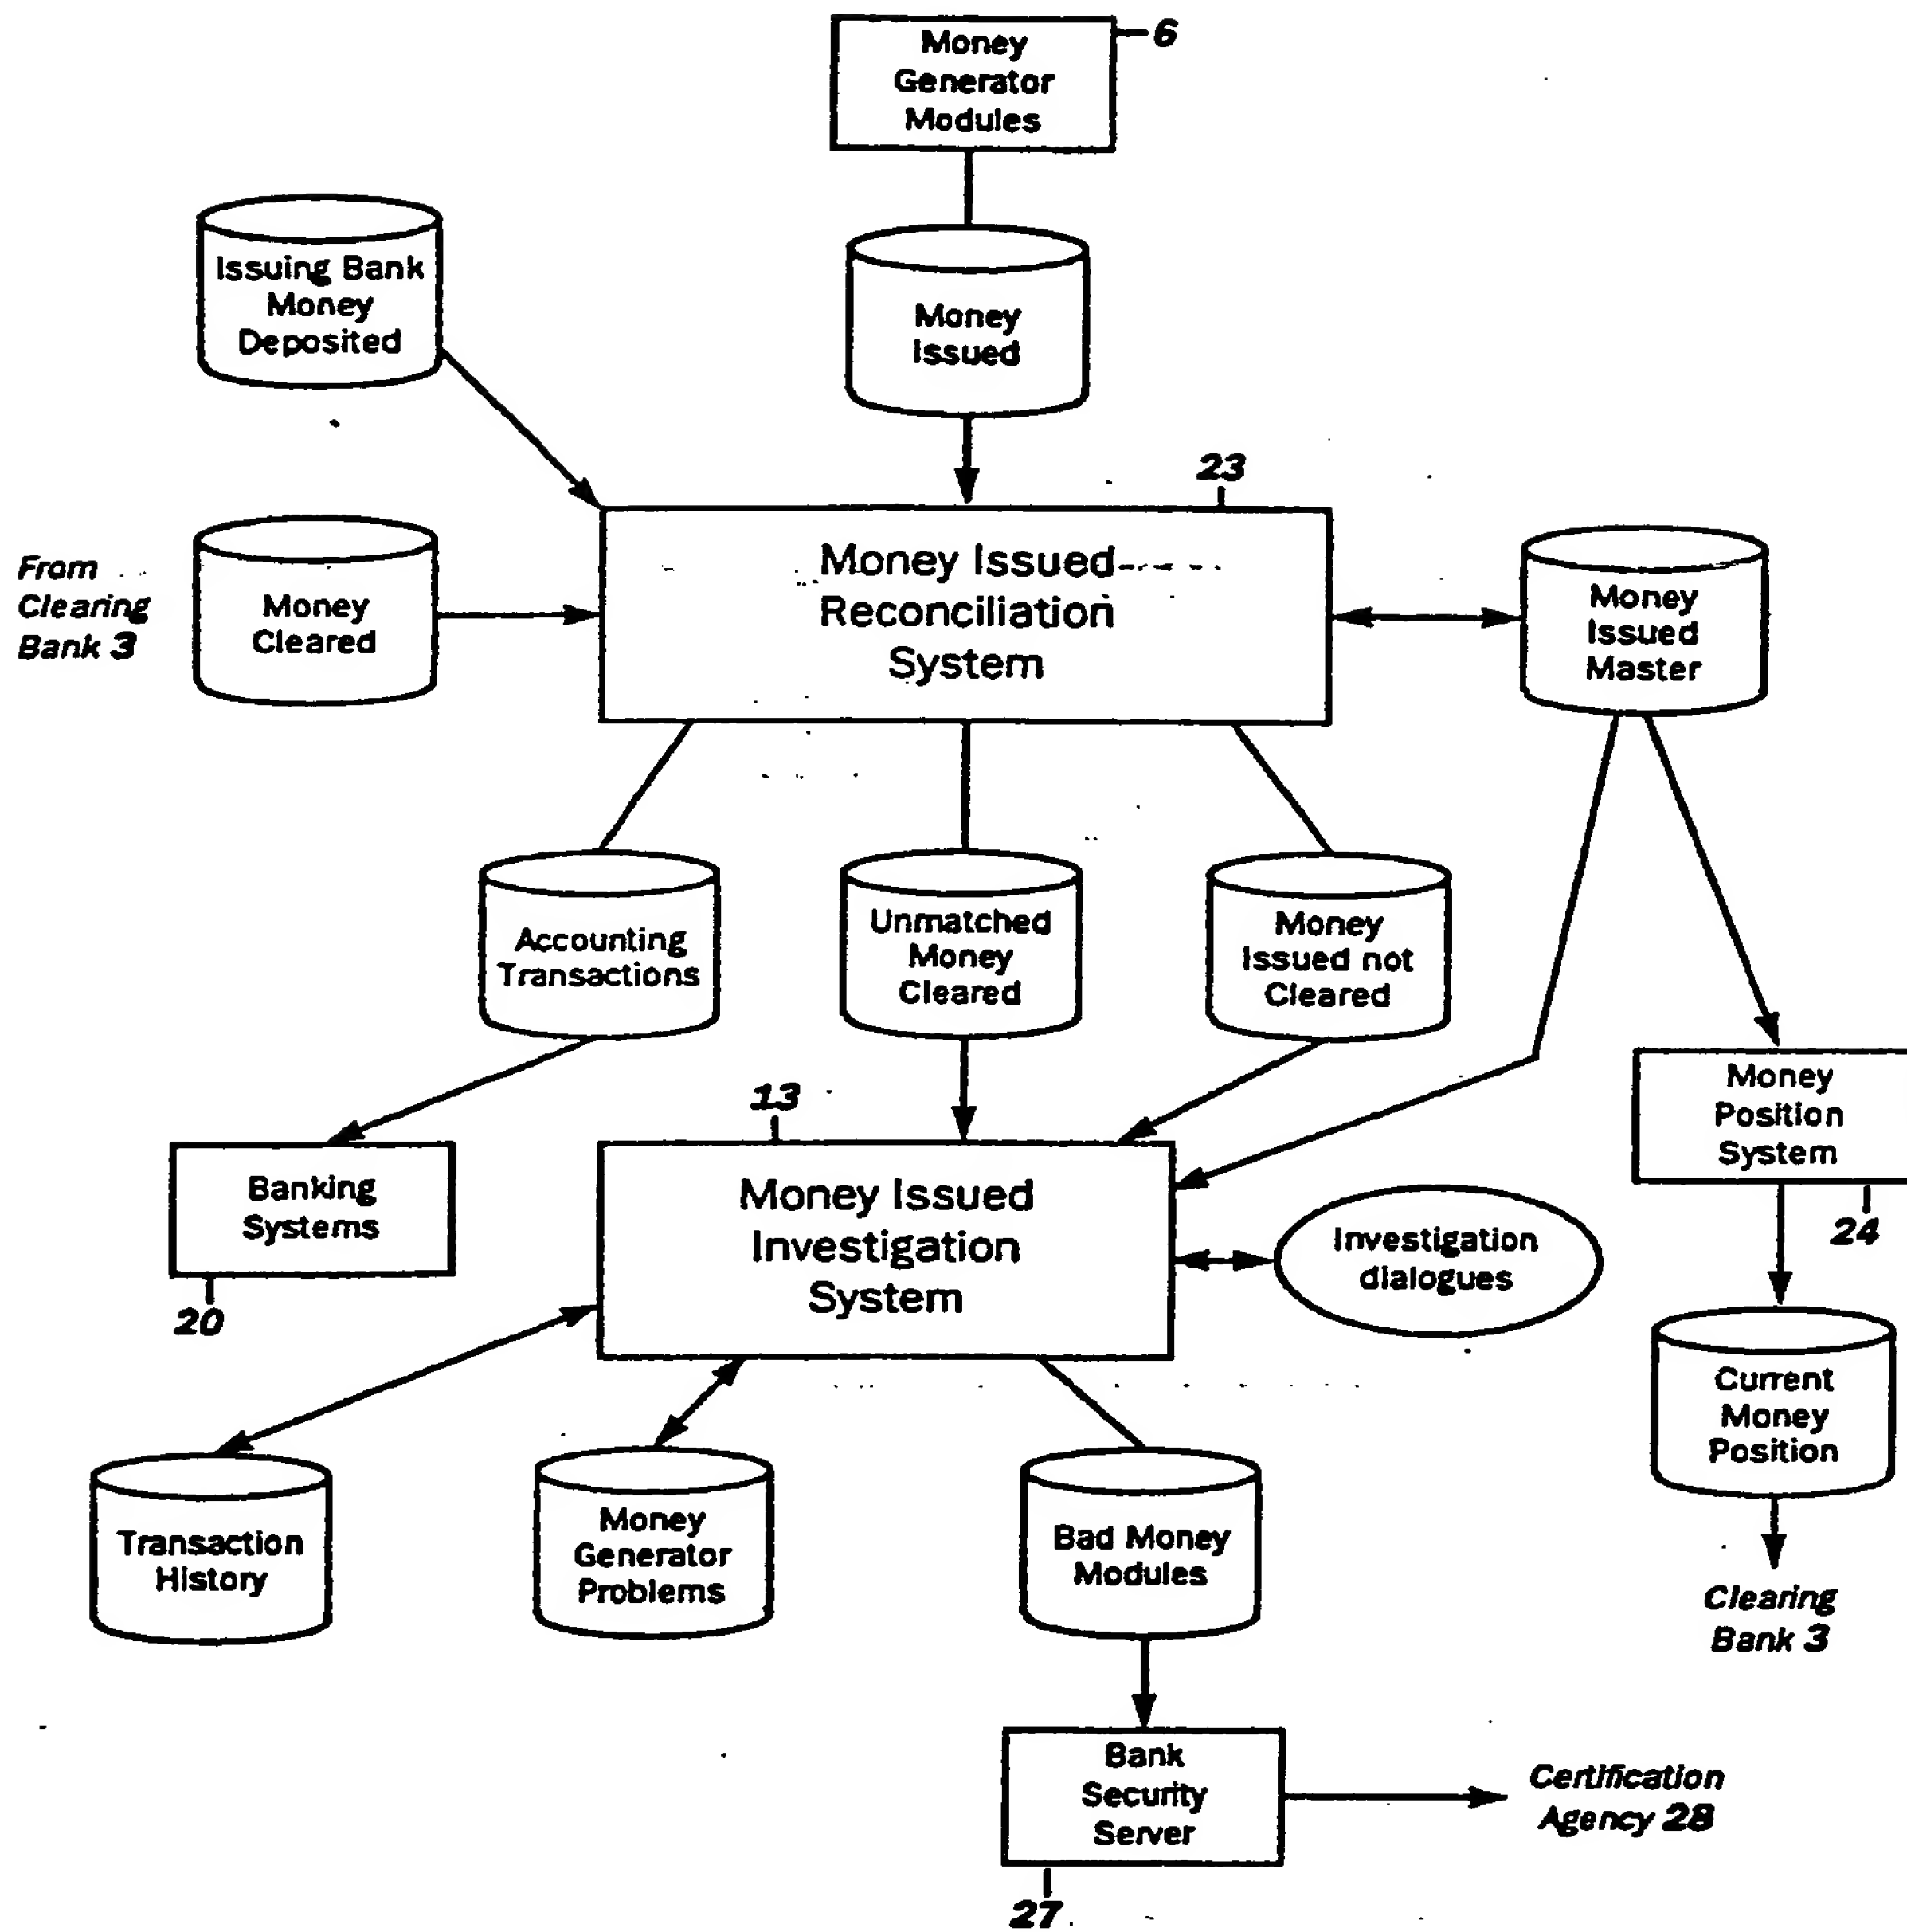 Money
Generator
Modules
6
Issuing Bank
Money
Deposited
Money
Issued
23
From
Clearing
Bank 3
Money
Cleared
Money Issued
Reconciliation
System
Money
Issued
Master
Accounting
Transactions
Unmatched
Money
Cleared
Money
Issued not
Cleared
13
Banking
Systems
20
Money Issued
Investigation
System
Investigation
dialogues
Money
Position
System
24
Transaction
History
Money
Generator
Problems
Bad Money
Modules
Current
Money
Position
Clearing
Bank 3
Bank
Security
Server
27
Certification
Agency 28